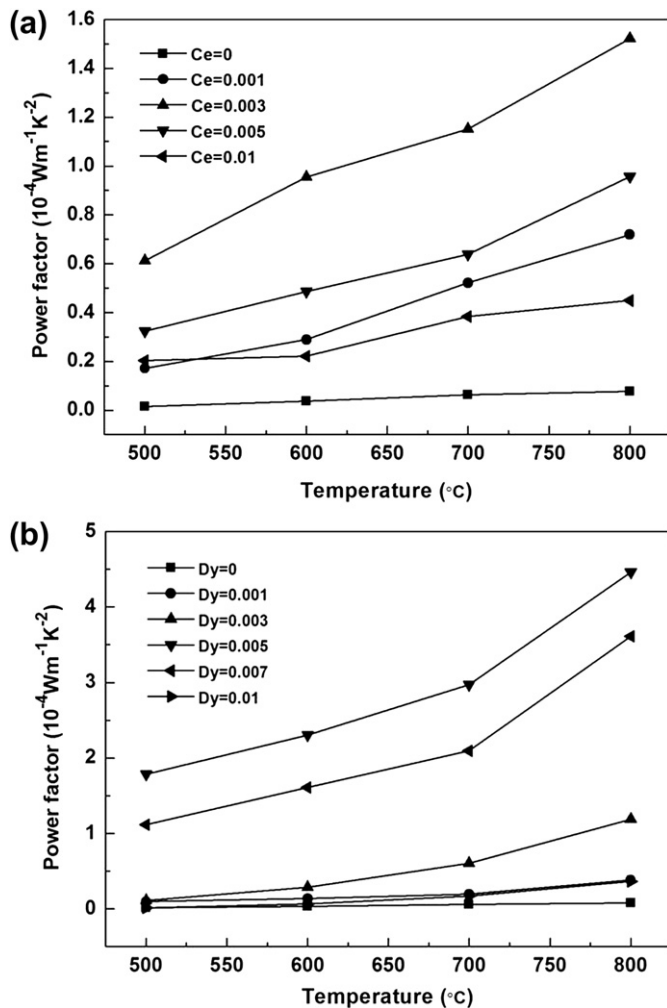 (a)
1.6
1.4
1.2
1.0
0.8
0.6
0.4
0.2
0.0
Power factor (10⁻⁴Wm⁻¹K⁻²)
Ce=0
Ce=0.001
Ce=0.003
Ce=0.005
Ce=0.01
500 550 600 650 700 750 800
Temperature (°C)
(b)
5
4
3
2
1
0
Power factor (10⁻⁴Wm⁻¹K⁻²)
Dy=0
Dy=0.001
Dy=0.003
Dy=0.005
Dy=0.007
Dy=0.01
500 550 600 650 700 750 800
Temperature (°C)